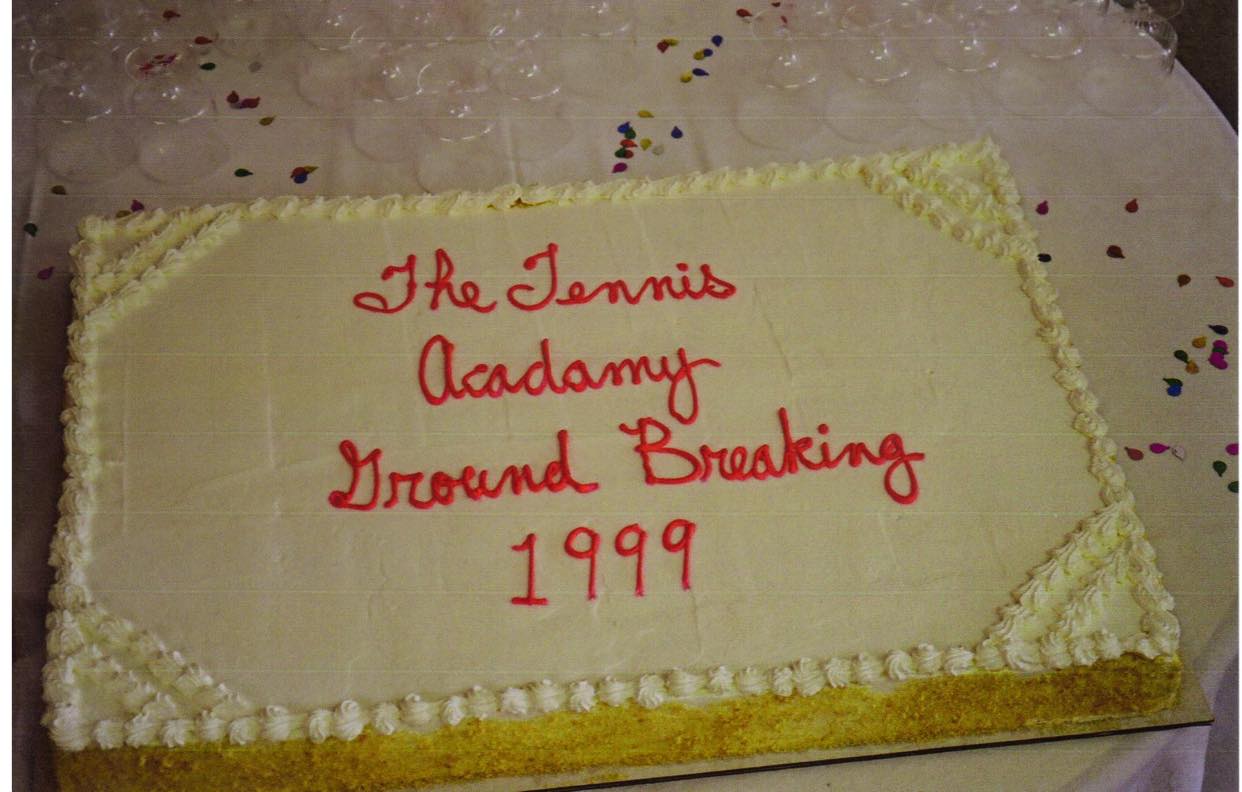 The Tennis
Acadamy
Ground Breaking
1999